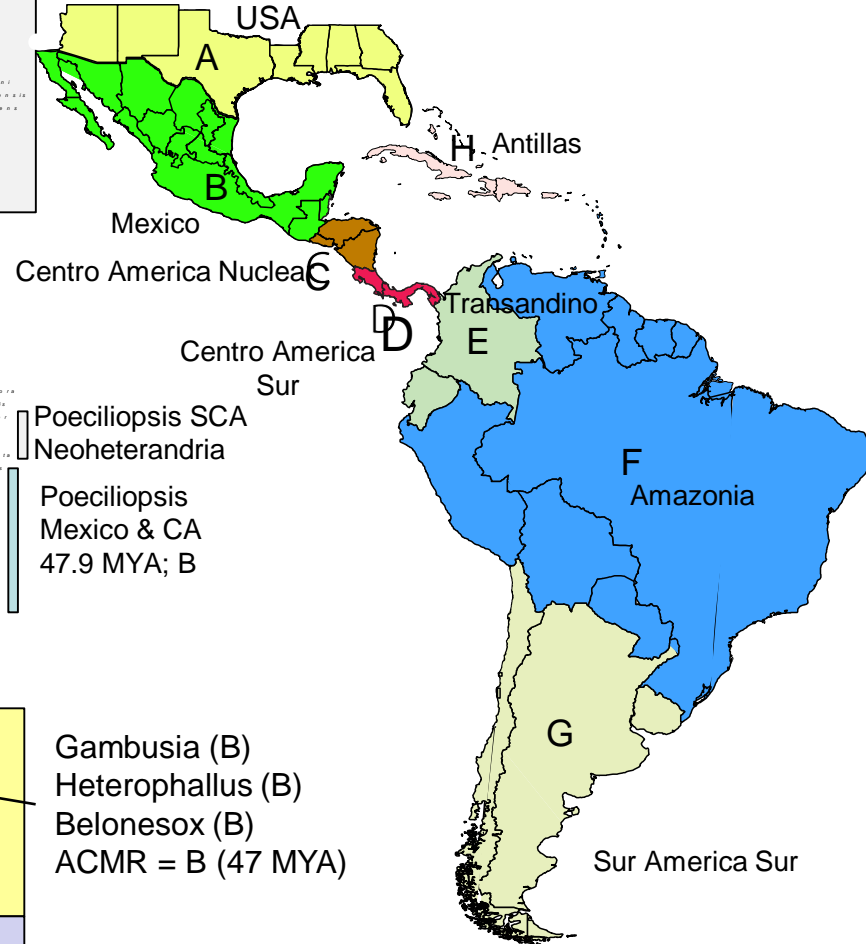 USA
A
H Antillas
B
Mexico
Centro America Nuclea
C
Transandino
D
D
E
Centro America
Sur
Poeciliopsis SCA
Neoheterandria
F
Amazonia
Poeciliopsis
Mexico & CA
47.9 MYA; B
G
Gambusia (B)
Heterophallus (B)
Belonesox (B)
ACMR = B (47 MYA)
Sur America Sur